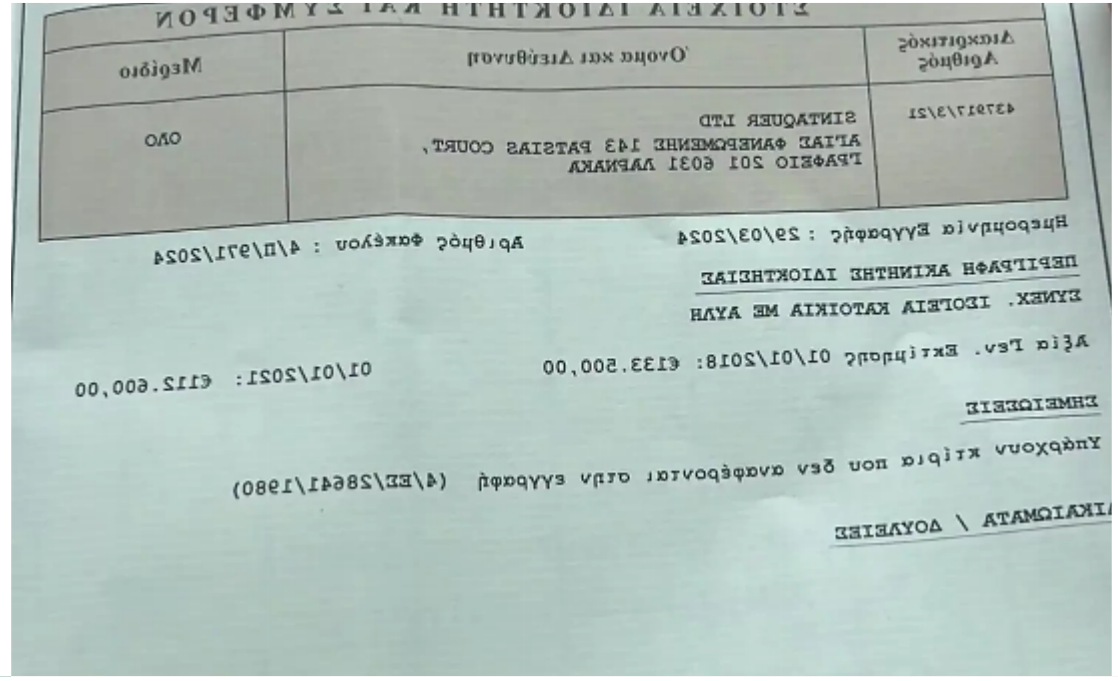 ΣΤΟΙΧΕΙΑ ΙΔΙΟΚΤΗΤΗ ΚΑΙ ΣΥΜΦΕΡΟΝ
Διακριτικός Αριθμός
Όνομα και Διεύθυνση
Μερίδιο
437917/3/21
SINTAQUER LTD
ΑΓΙΑΣ ΦΑΝΕΡΩΜΕΝΗΣ 143 PATSIAS COURT,
ΓΡΑΦΕΙΟ 201 6031 ΛΑΡΝΑΚΑ
ΟΛΟ
Ημερομηνία Εγγραφής : 29/03/2024 Αριθμός φακέλου : 4/Π/971/2024
ΠΕΡΙΓΡΑΦΗ ΑΚΙΝΗΤΗΣ ΙΔΙΟΚΤΗΣΙΑΣ
ΣΥΝΕΧ. ΙΣΟΓΕΙΑ ΚΑΤΟΙΚΙΑ ΜΕ ΑΥΛΗ
Αξία Γεν. Εκτίμησης 01/01/2018: €133.500,00 01/01/2021: €112.600,00
ΣΗΜΕΙΩΣΕΙΣ
Υπάρχουν κτίρια που δεν αναφέρονται στην εγγραφή (4/ΕΣ/28641/1980)
ΔΙΚΑΙΩΜΑΤΑ / ΔΟΥΛΕΙΕΣ